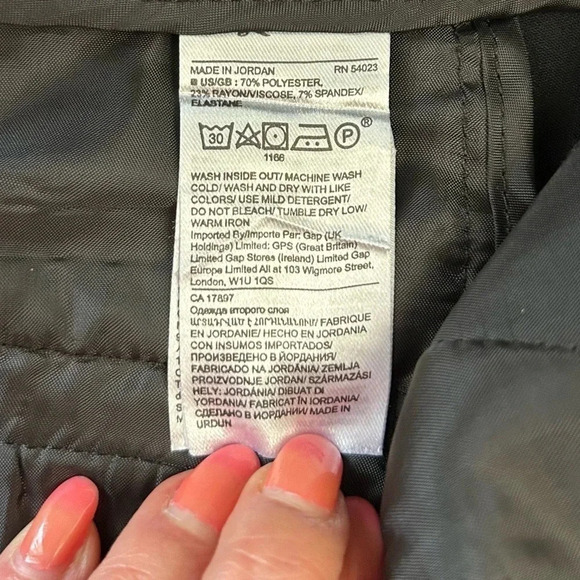 MADE IN JORDAN RN 54023
US/GB : 70% POLYESTER,
23% RAYON/VISCOSE, 7% SPANDEX/
ELASTANE
30 P ®
1166
WASH INSIDE OUT/ MACHINE WASH
COLD/ WASH AND DRY WITH LIKE
COLORS/ USE MILD DETERGENT/
DO NOT BLEACH/ TUMBLE DRY LOW/
WARM IRON
Imported By/Importe Par: Gap (UK
Holdings) Limited; GPS (Great Britain)
Limited Gap Stores (Ireland) Limited Gap
Europe Limited All at 103 Wigmore Street,
London, W1U 1QS
CA 17897
Одежда второго слоя
ԱՐՏԱԴՐՎԱԾ Է ՀՈՐԴԱՆԱՆՈՒՄ/ FABRIQUE
EN JORDANIE/ HECHO EN JORDANIA
CON INSUMOS IMPORTADOS/
ПРОИЗВЕДЕНО В ЙОРДАНИЯ/
FABRICADO NA JORDÂNIA/ ZEMLJA
PROIZVODNJE JORDAN/ SZÁRMAZÁSI
HELY: JORDÁNIA/ DIBUAT DI
YORDANIA/ FABRICAT ÎN IORDANIA/
СДЕЛАНО В ИОРДАНИИ/ MADE IN
URDUN